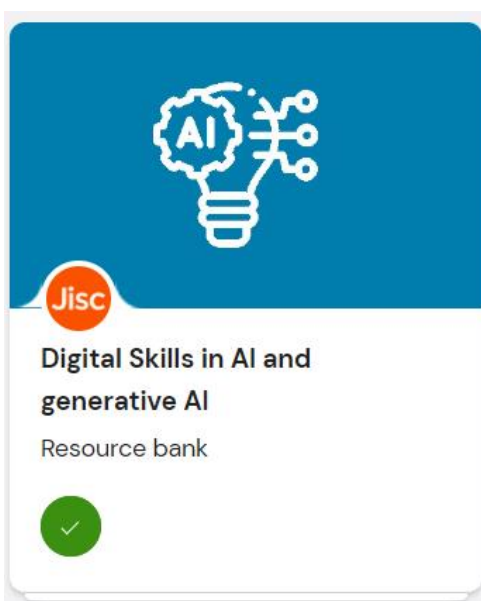 AI
Jisc
Digital Skills in AI and
generative AI
Resource bank